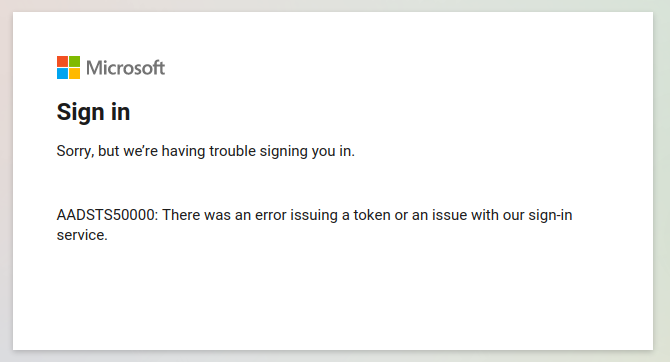 Microsoft
Sign in
Sorry, but we’re having trouble signing you in.
AADSTS50000: There was an error issuing a token or an issue with our sign-in
service.